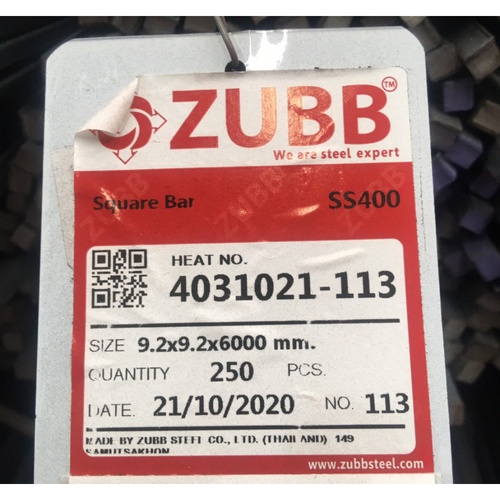 ZUBB™
We are steel expert
Square Bar SS400
HEAT NO.
4031021-113
SIZE 9.2x9.2x6000 mm.
QUANTITY 250 PCS.
DATE. 21/10/2020 NO. 113
MADE BY ZUBB STEEL CO., LTD. (THAILAND) 149
SAMUTSAKHON
www.zubbsteel.com